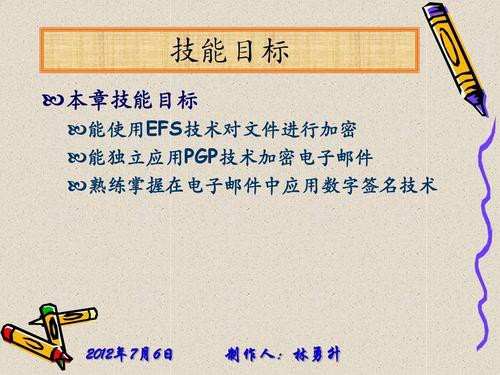 技能目标
本章技能目标
能使用EFS技术对文件进行加密
能独立应用PGP技术加密电子邮件
熟练掌握在电子邮件中应用数字签名技术
2012年7月6日 制作人：林勇升